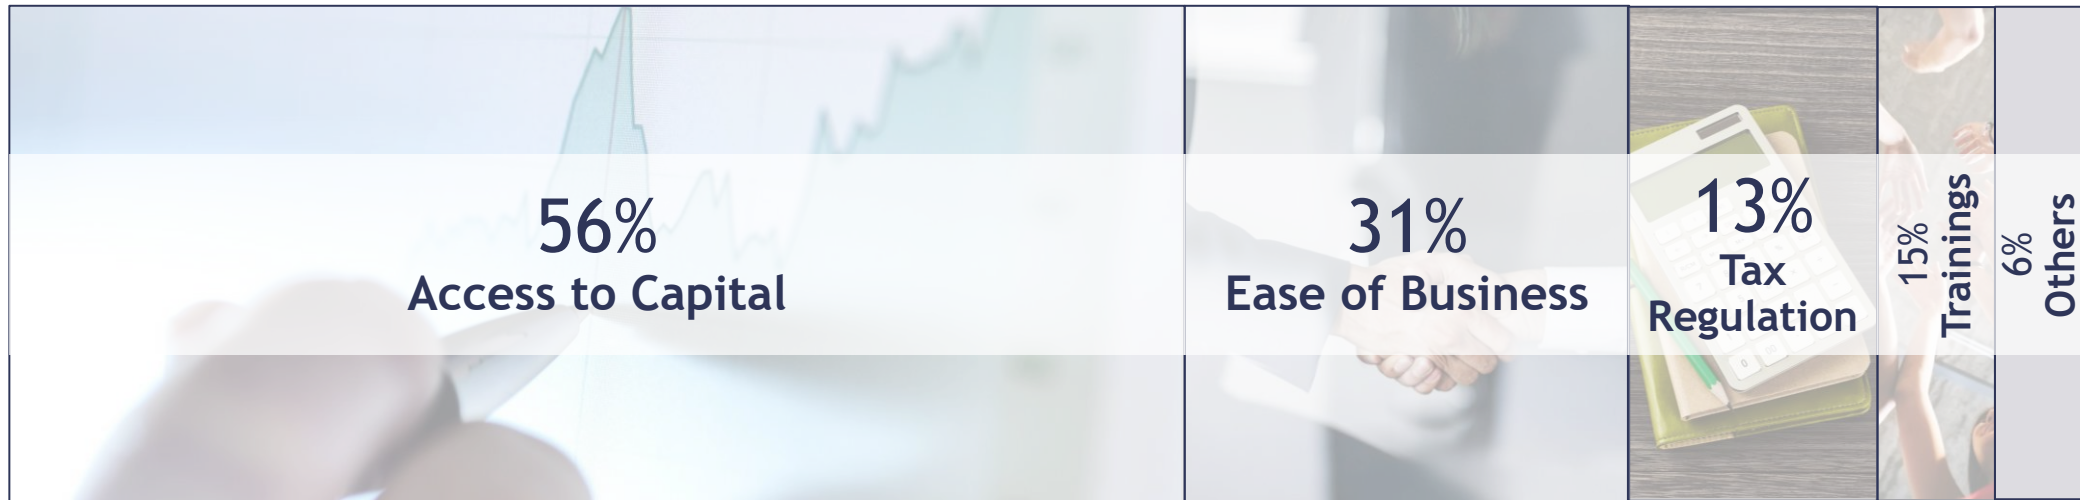 56%
Access to Capital
31%
Ease of Business
13%
Tax
Regulation
15%
Trainings
6%
Others